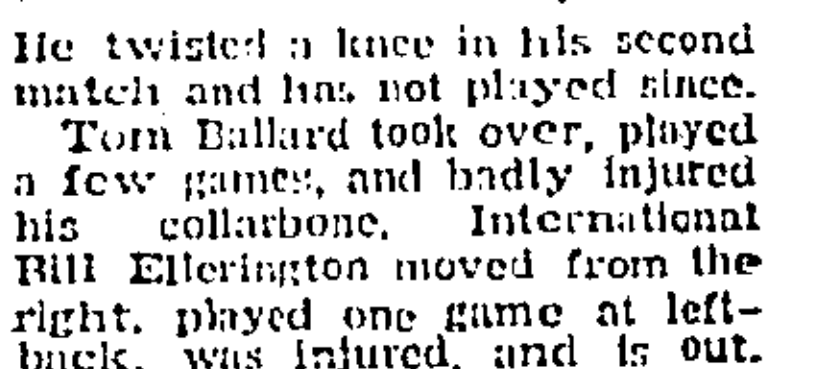 He twisted a knee in his second
match and has not played since.
Tom Ballard took over, played
a few games, and badly injured
his collarbone. International
Bill Ellerington moved from the
right, played one game at left-
back, was injured, and is out.